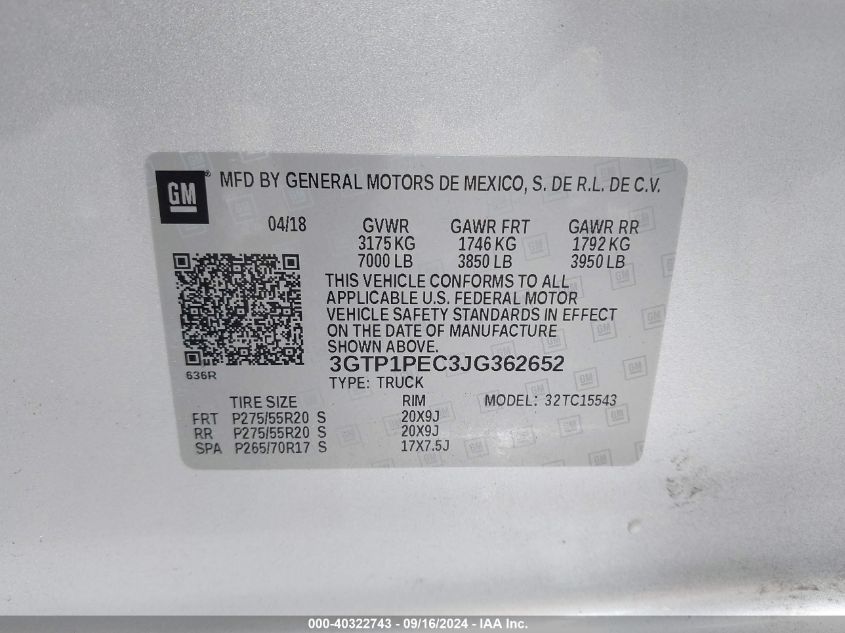 GM ® MFD BY GENERAL MOTORS DE MEXICO, S. DE R.L. DE C.V.
04/18 GVWR GAWR FRT GAWR RR
3175 KG 1746 KG 1792 KG
7000 LB 3850 LB 3950 LB
THIS VEHICLE CONFORMS TO ALL
APPLICABLE U.S. FEDERAL MOTOR
VEHICLE SAFETY STANDARDS IN EFFECT
ON THE DATE OF MANUFACTURE
SHOWN ABOVE.
3GTP1PEC3JG362652
636R
TYPE: TRUCK
TIRE SIZE RIM MODEL: 32TC15543
FRT P275/55R20 S 20X9J
RR P275/55R20 S 20X9J
SPA P265/70R17 S 17X7.5J
000-40322743 - 09/16/2024 - IAA Inc.